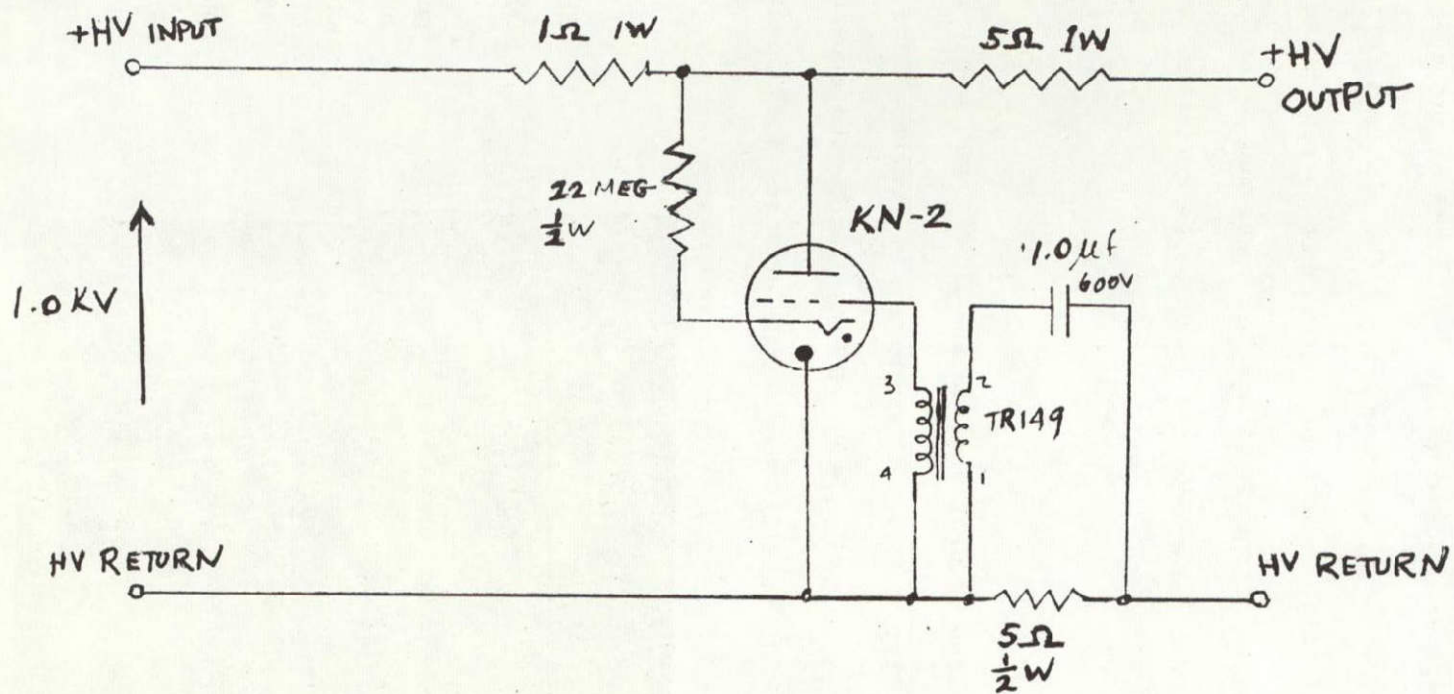 +HV INPUT
1Ω 1W
5Ω 1W
+HV
OUTPUT
22 MEG
½W
KN-2
1.0µf
600V
1.0 KV
3
2
TR149
4
1
HV RETURN
HV RETURN
5Ω
½W